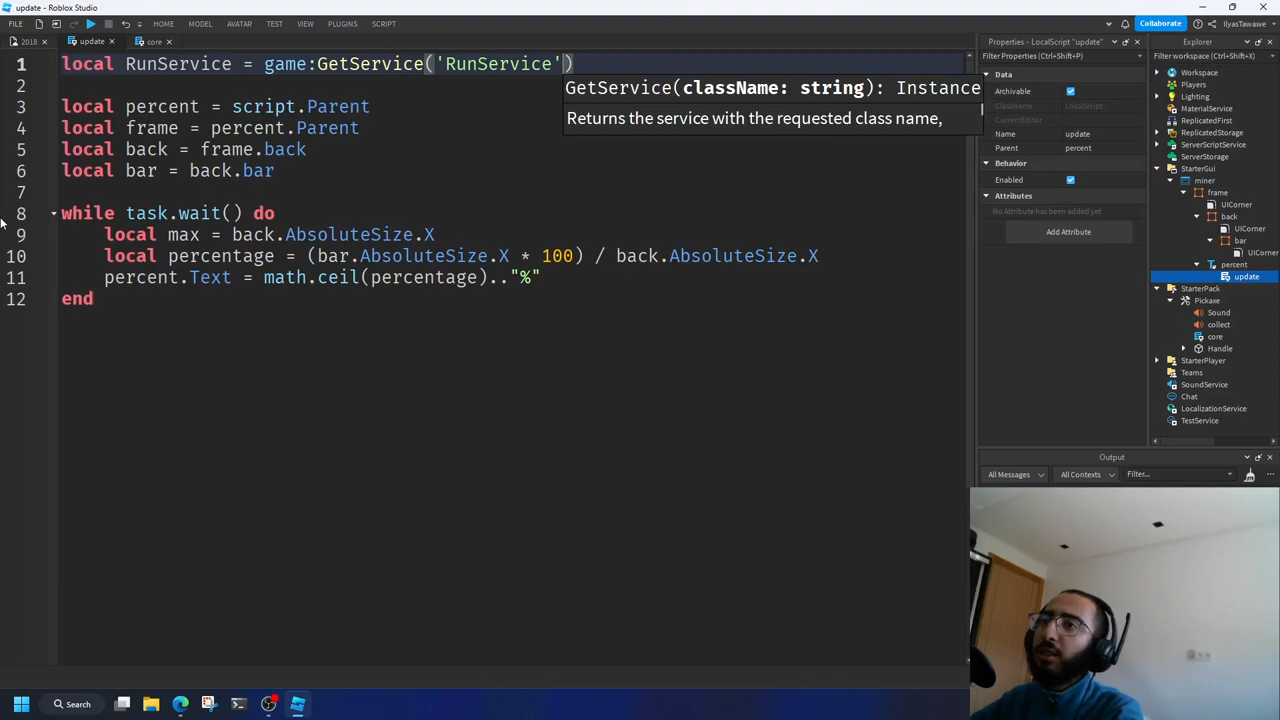 update - Roblox Studio
FILE
HOME MODEL AVATAR TEST VIEW PLUGINS SCRIPT
Collaborate
IlyasTawawe
2018 update core
1 local RunService = game:GetService('RunService')
GetService(className: string): Instance
Returns the service with the requested class name,
2
3 local percent = script.Parent
4 local frame = percent.Parent
5 local back = frame.back
6 local bar = back.bar
7
8 while task.wait() do
9 local max = back.AbsoluteSize.X
10 local percentage = (bar.AbsoluteSize.X * 100) / back.AbsoluteSize.X
11 percent.Text = math.ceil(percentage).."%"
12 end
Properties - LocalScript "update"
Filter Properties (Ctrl+Shift+P)
Data
Archivable
ClassName LocalScript
CurrentEditor
Name update
Parent percent
Behavior
Enabled
Attributes
No Attribute has been added yet
Add Attribute
Explorer
Filter workspace (Ctrl+Shift+X)
Workspace
Players
Lighting
MaterialService
ReplicatedFirst
ReplicatedStorage
ServerScriptService
ServerStorage
StarterGui
miner
frame
UICorner
back
UICorner
bar
UICorner
percent
update
StarterPack
Pickaxe
Sound
collect
core
Handle
StarterPlayer
Teams
SoundService
Chat
LocalizationService
TestService
Output
All Messages All Contexts Filter...
Search